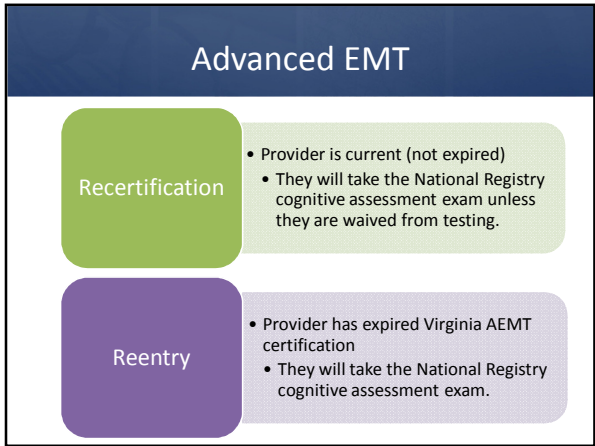 Advanced EMT
Recertification
• Provider is current (not expired)
• They will take the National Registry
cognitive assessment exam unless
they are waived from testing.
Reentry
• Provider has expired Virginia AEMT
certification
• They will take the National Registry
cognitive assessment exam.